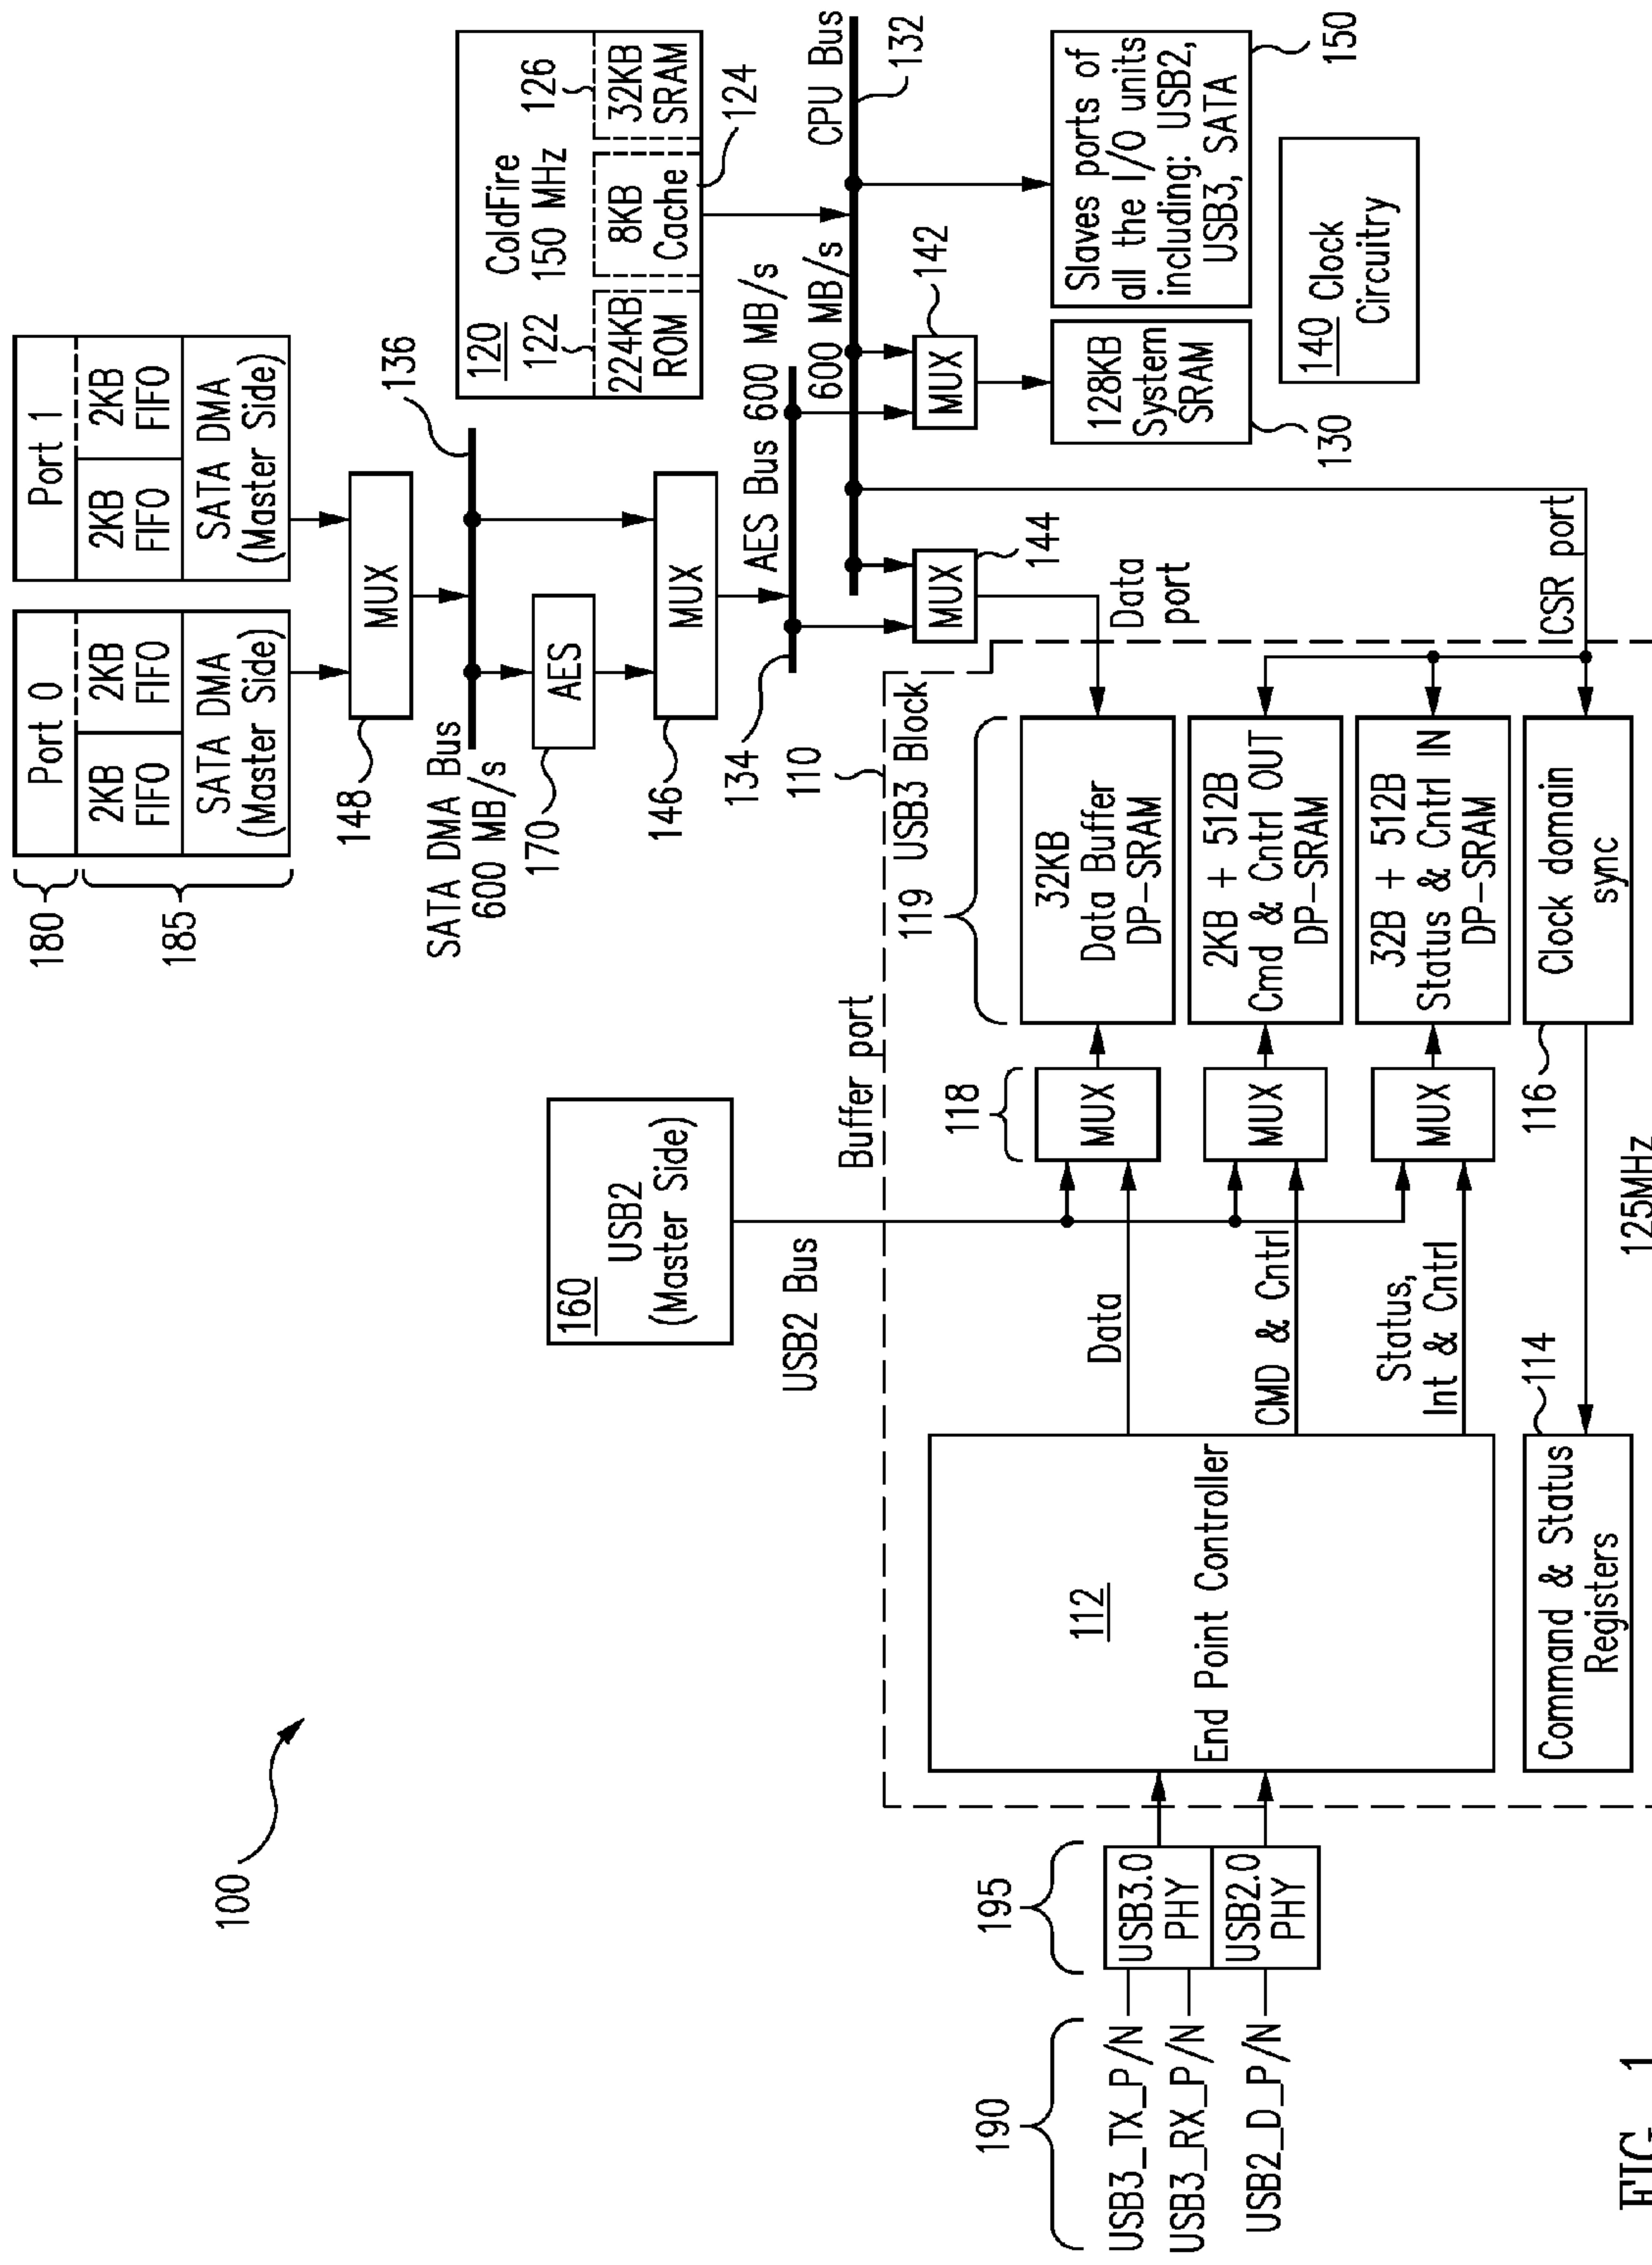 100
180
Port 0
2KB
FIFO
2KB
FIFO
SATA DMA
(Master Side)
Port 1
2KB
FIFO
2KB
FIFO
SATA DMA
(Master Side)
185
148
MUX
SATA DMA Bus
600 MB/s
136
170
AES
146
MUX
134
AES Bus 600 MB/s
120
ColdFire
150 MHz
122
126
224KB
ROM
8KB
Cache
32KB
SRAM
124
600 MB/s
CPU Bus
132
MUX
144
MUX
142
Data
port
128KB
System
SRAM
130
Slaves ports of
all the I/O units
including: USB2,
USB3, SATA
150
140 Clock
Circuitry
CSR port
160
USB2
(Master Side)
USB2 Bus
Buffer port
110
USB3 Block
119
118
32KB
Data Buffer
DP-SRAM
2KB + 512B
Cmd & Cntrl OUT
DP-SRAM
32B + 512B
Status & Cntrl IN
DP-SRAM
Clock domain
sync
116
MUX
MUX
MUX
Data
CMD & Cntrl
Status,
Int & Cntrl
112
End Point Controller
114
Command & Status
Registers
125MHz
195
USB3.0
PHY
USB2.0
PHY
190
USB3_TX_P/N
USB3_RX_P/N
USB2_D_P/N
FIG. 1